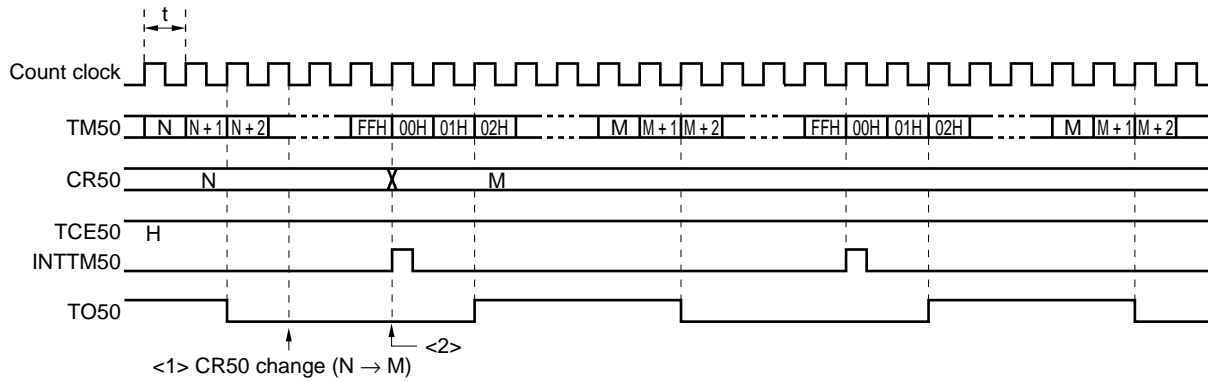 t
Count clock
TM50 N N + 1 N + 2 FFH 00H 01H 02H M M + 1 M + 2 FFH 00H 01H 02H M M + 1 M + 2
CR50 N M
TCE50 H
INTTM50
TO50
<2>
<1> CR50 change (N → M)